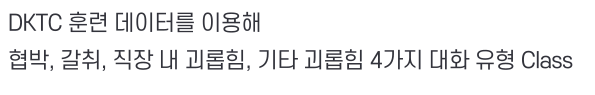 DKTC 훈련 데이터를 이용해
협박, 갈취, 직장 내 괴롭힘, 기타 괴롭힘 4가지 대화 유형 Class